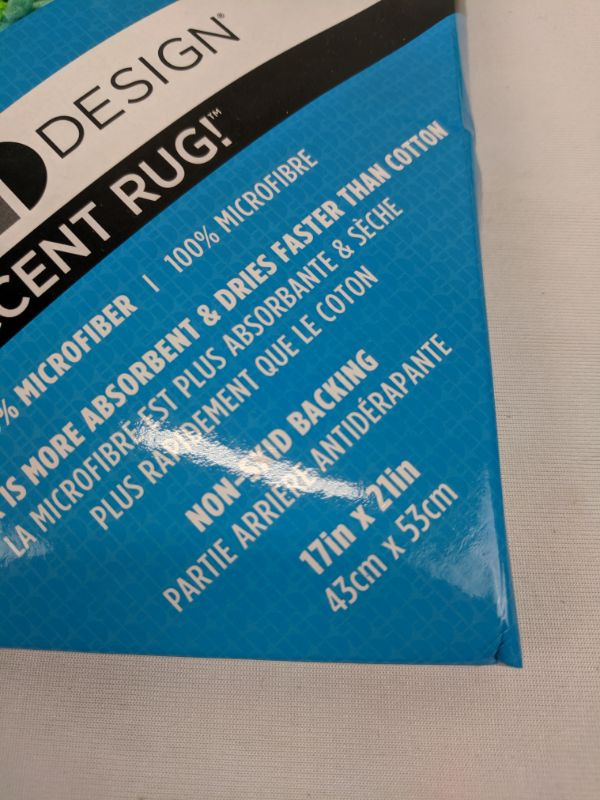 DESIGN®
CENT RUG!™
% MICROFIBER | 100% MICROFIBRE
IS MORE ABSORBENT & DRIES FASTER THAN COTTON
LA MICROFIBRE EST PLUS ABSORBANTE & SÈCHE
PLUS RAPIDEMENT QUE LE COTON
NON-SKID BACKING
PARTIE ARRIÈRE ANTIDÉRAPANTE
17in X 21in
43cm X 53cm